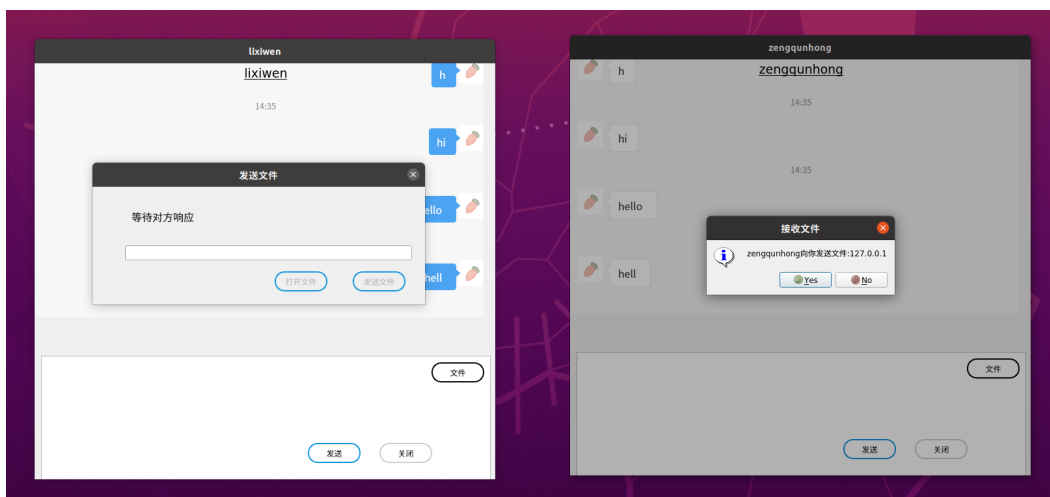 lixiwen
lixiwen
h
14:35
hi
发送文件
等待对方响应
ello
打开文件
发送文件
hell
文件
发送
关闭
zengqunhong
zengqunhong
h
14:35
hi
14:35
hello
接收文件
zengqunhong向你发送文件:127.0.0.1
Yes
No
hell
文件
发送
关闭